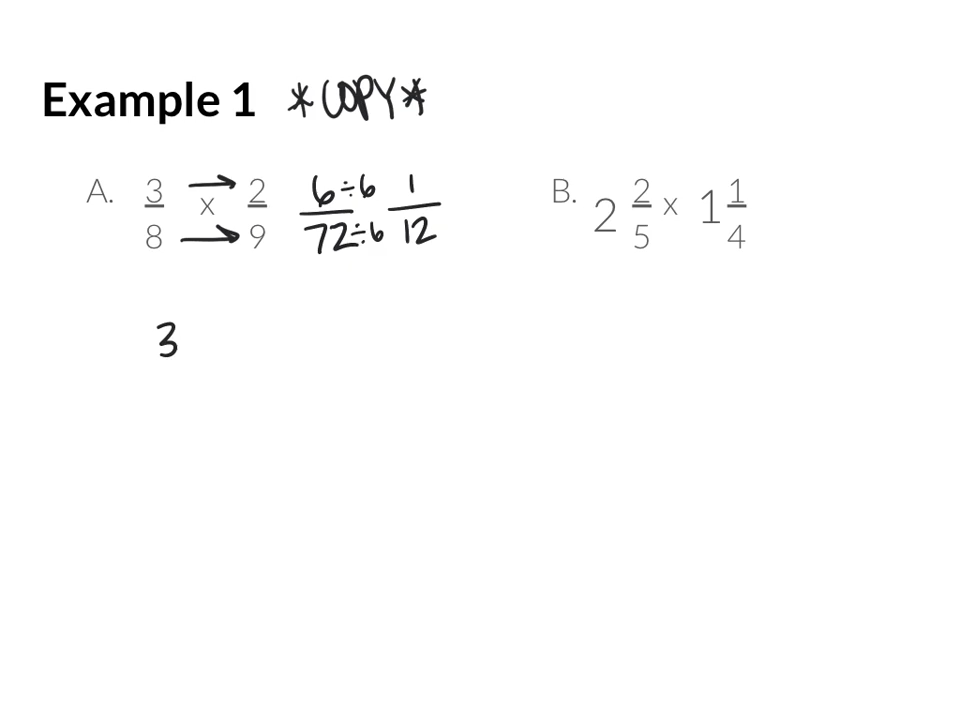 Example 1 *COPY*
A. 3/8 x 2/9 → → 6÷6/72÷6 1/12
B. 2 2/5 x 1 1/4
3